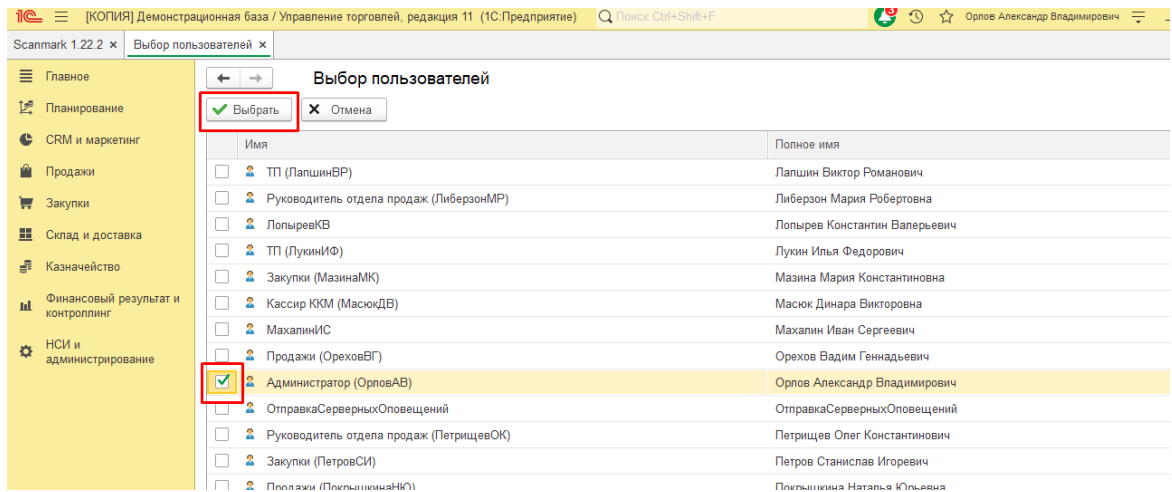 1С [КОПИЯ] Демонстрационная база / Управление торговлей, редакция 11 (1С:Предприятие) Поиск Ctrl+Shift+F 3 Орлов Александр Владимирович
Scanmark 1.22.2 × Выбор пользователей ×
Главное
Планирование
CRM и маркетинг
Продажи
Закупки
Склад и доставка
Казначейство
Финансовый результат и
контроллинг
НСИ и
администрирование
Выбор пользователей
Выбрать Отмена
Имя Полное имя
ТП (ЛапшинВР) Лапшин Виктор Романович
Руководитель отдела продаж (ЛиберзонМР) Либерзон Мария Робертовна
ЛопыревКВ Лопырев Константин Валерьевич
ТП (ЛукинИФ) Лукин Илья Федорович
Закупки (МазинаМК) Мазина Мария Константиновна
Кассир ККМ (МасюкДВ) Масюк Динара Викторовна
МахалинИС Махалин Иван Сергеевич
Продажи (ОреховВГ) Орехов Вадим Геннадьевич
Администратор (ОрловАВ) Орлов Александр Владимирович
ОтправкаСерверныхОповещений ОтправкаСерверныхОповещений
Руководитель отдела продаж (ПетрищевОК) Петрищев Олег Константинович
Закупки (ПетровСИ) Петров Станислав Игоревич
Продажи (ПокрышкинаНЮ) Покрышкина Наталья Юрьевна